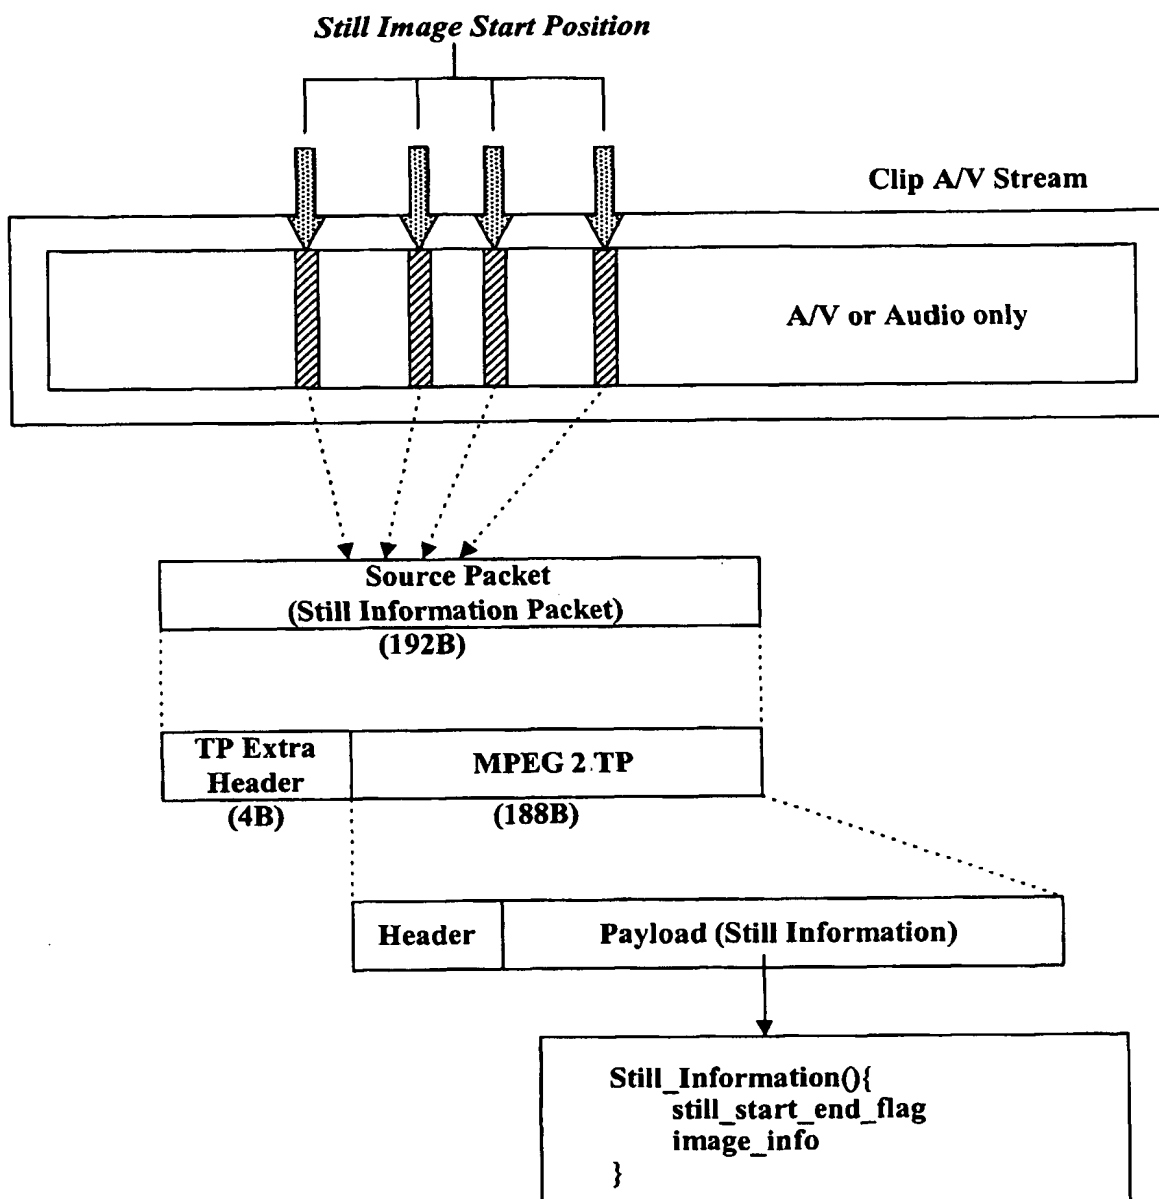 Still Image Start Position
Clip A/V Stream
A/V or Audio only
Source Packet
(Still Information Packet)
(192B)
TP Extra
Header
MPEG 2 TP
(4B)
(188B)
Header
Payload (Still Information)
Still_Information(){
still_start_end_flag
image_info
}